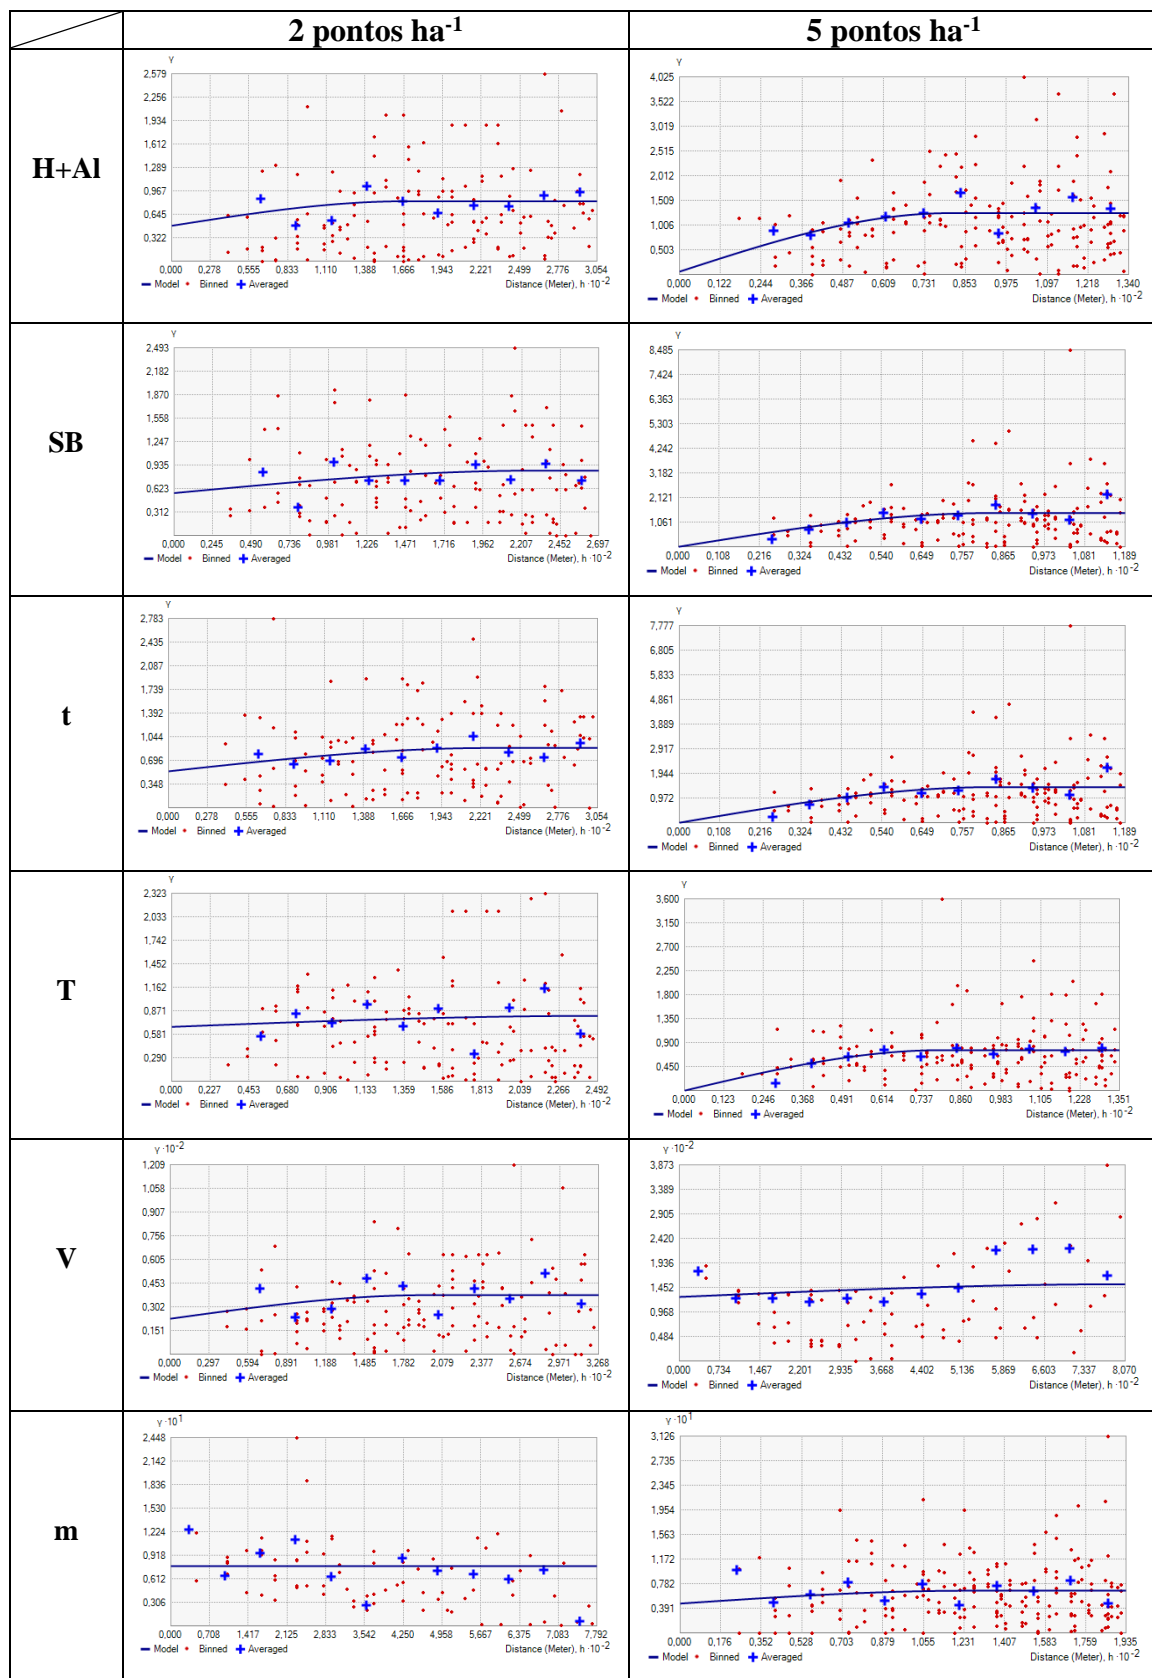 2 pontos ha-1
5 pontos ha-1
H+Al
γ
2,579
2,256
1,934
1,612
1,289
0,967
0,645
0,322
0,000 0,278 0,555 0,833 1,110 1,388 1,666 1,943 2,221 2,499 2,776 3,054
Distance (Meter), h ·10-2
Model Binned Averaged
γ
4,025
3,522
3,019
2,515
2,012
1,509
1,006
0,503
0,000 0,122 0,244 0,366 0,487 0,609 0,731 0,853 0,975 1,097 1,218 1,340
Distance (Meter), h ·10-2
Model Binned Averaged
SB
γ
2,493
2,182
1,870
1,558
1,247
0,935
0,623
0,312
0,000 0,245 0,490 0,736 0,981 1,226 1,471 1,716 1,962 2,207 2,452 2,697
Distance (Meter), h ·10-2
Model Binned Averaged
γ
8,485
7,424
6,363
5,303
4,242
3,182
2,121
1,061
0,000 0,108 0,216 0,324 0,432 0,540 0,649 0,757 0,865 0,973 1,081 1,189
Distance (Meter), h ·10-2
Model Binned Averaged
t
γ
2,783
2,435
2,087
1,739
1,392
1,044
0,696
0,348
0,000 0,278 0,555 0,833 1,110 1,388 1,666 1,943 2,221 2,499 2,776 3,054
Distance (Meter), h ·10-2
Model Binned Averaged
γ
7,777
6,805
5,833
4,861
3,889
2,917
1,944
0,972
0,000 0,108 0,216 0,324 0,432 0,540 0,649 0,757 0,865 0,973 1,081 1,189
Distance (Meter), h ·10-2
Model Binned Averaged
T
γ
2,323
2,033
1,742
1,452
1,162
0,871
0,581
0,290
0,000 0,227 0,453 0,680 0,906 1,133 1,359 1,586 1,813 2,039 2,266 2,492
Distance (Meter), h ·10-2
Model Binned Averaged
γ
3,600
3,150
2,700
2,250
1,800
1,350
0,900
0,450
0,000 0,123 0,246 0,368 0,491 0,614 0,737 0,860 0,983 1,105 1,228 1,351
Distance (Meter), h ·10-2
Model Binned Averaged
V
γ ·10-2
1,209
1,058
0,907
0,756
0,605
0,453
0,302
0,151
0,000 0,297 0,594 0,891 1,188 1,485 1,782 2,079 2,377 2,674 2,971 3,268
Distance (Meter), h ·10-2
Model Binned Averaged
γ ·10-2
3,873
3,389
2,905
2,420
1,936
1,452
0,968
0,484
0,000 0,734 1,467 2,201 2,935 3,668 4,402 5,136 5,869 6,603 7,337 8,070
Distance (Meter), h ·10-2
Model Binned Averaged
m
γ ·101
2,448
2,142
1,836
1,530
1,224
0,918
0,612
0,306
0,000 0,708 1,417 2,125 2,833 3,542 4,250 4,958 5,667 6,375 7,083 7,792
Distance (Meter), h ·10-2
Model Binned Averaged
γ ·101
3,126
2,735
2,345
1,954
1,563
1,172
0,782
0,391
0,000 0,176 0,352 0,528 0,703 0,879 1,055 1,231 1,407 1,583 1,759 1,935
Distance (Meter), h ·10-2
Model Binned Averaged